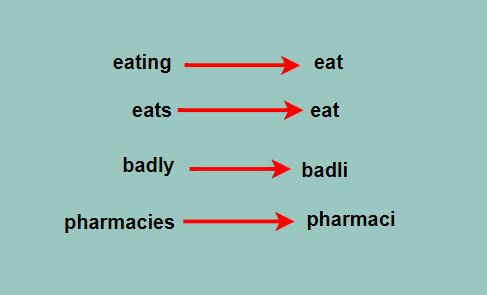 eating eat
eats eat
badly badli
pharmacies pharmaci